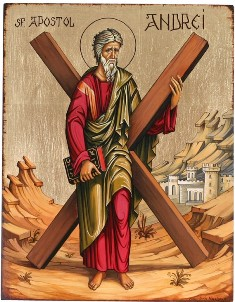 SF APOSTOL ANDREI